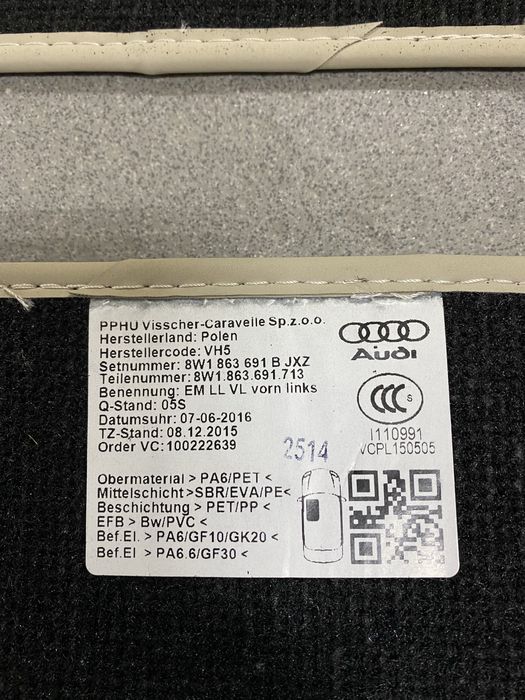 PPHU Visscher-Caravelle Sp.z.o.o.
Herstellerland: Polen
Herstellercode: VH5
Setnummer: 8W1 863 691 B JXZ
Teilenummer: 8W1.863.691.713
Benennung: EM LL VL vorn links
Q-Stand: 05S
Datumsuhr: 07-06-2016
TZ-Stand: 08.12.2015
Order VC:100222639
Audi
CCC S
I110991
VCPL150505
2514
Obermaterial > PA6/PET <
Mittelschicht >SBR/EVA/PE<
Beschichtung > PET/PP <
EFB > Bw/PVC <
Bef.El. > PA6/GF10/GK20 <
Bef.El > PA6.6/GF30 <